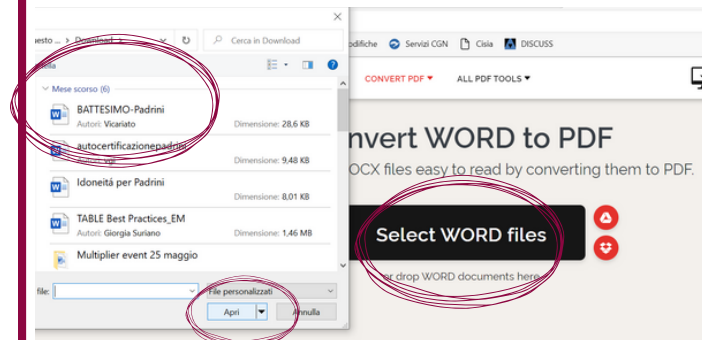 esto ... > Download >
Cerca in Download
Mese scorso (6)
BATTESIMO-Padrini
Autori: Vicariato
Dimensione: 28,6 KB
autocertificazionepadrini
Autori: vgr
Dimensione: 9,48 KB
Idoneitá per Padrini
Dimensione: 8,01 KB
TABLE Best Practices_EM
Autori: Giorgia Suriano
Dimensione: 1,46 MB
Multiplier event 25 maggio
file:
File personalizzati
Apri
Annulla
odifiche Servizi CGN Cisia DISCUSS
CONVERT PDF ALL PDF TOOLS
nvert WORD to PDF
OCX files easy to read by converting them to PDF.
Select WORD files
or drop WORD documents here